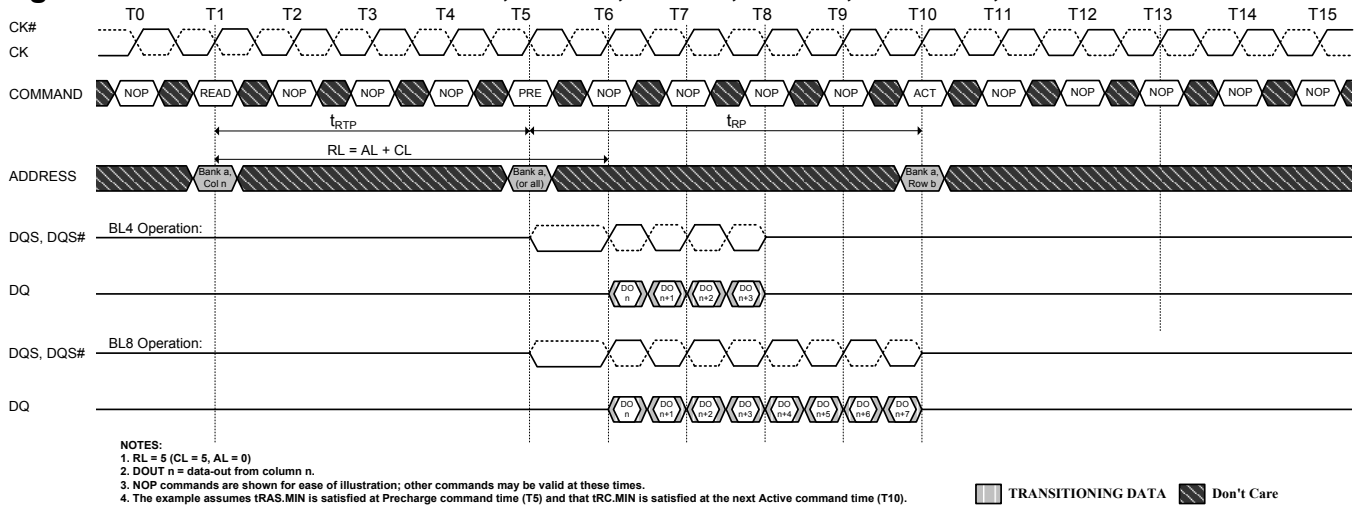 T0 T1 T2 T3 T4 T5 T6 T7 T8 T9 T10 T11 T12 T13 T14 T15
CK#
CK
COMMAND NOP READ NOP NOP NOP PRE NOP NOP NOP NOP ACT NOP NOP NOP NOP NOP
tRTP tRP
RL = AL + CL
ADDRESS
Bank a, Col n
Bank a, (or all)
Bank a, Row b
BL4 Operation:
DQS, DQS#
DQ
DO n
DO n+1
DO n+2
DO n+3
BL8 Operation:
DQS, DQS#
DQ
DO n
DO n+1
DO n+2
DO n+3
DO n+4
DO n+5
DO n+6
DO n+7
NOTES:
1. RL = 5 (CL = 5, AL = 0)
2. DOUT n = data-out from column n.
3. NOP commands are shown for ease of illustration; other commands may be valid at these times.
4. The example assumes tRAS.MIN is satisfied at Precharge command time (T5) and that tRC.MIN is satisfied at the next Active command time (T10).
TRANSITIONING DATA Don't Care